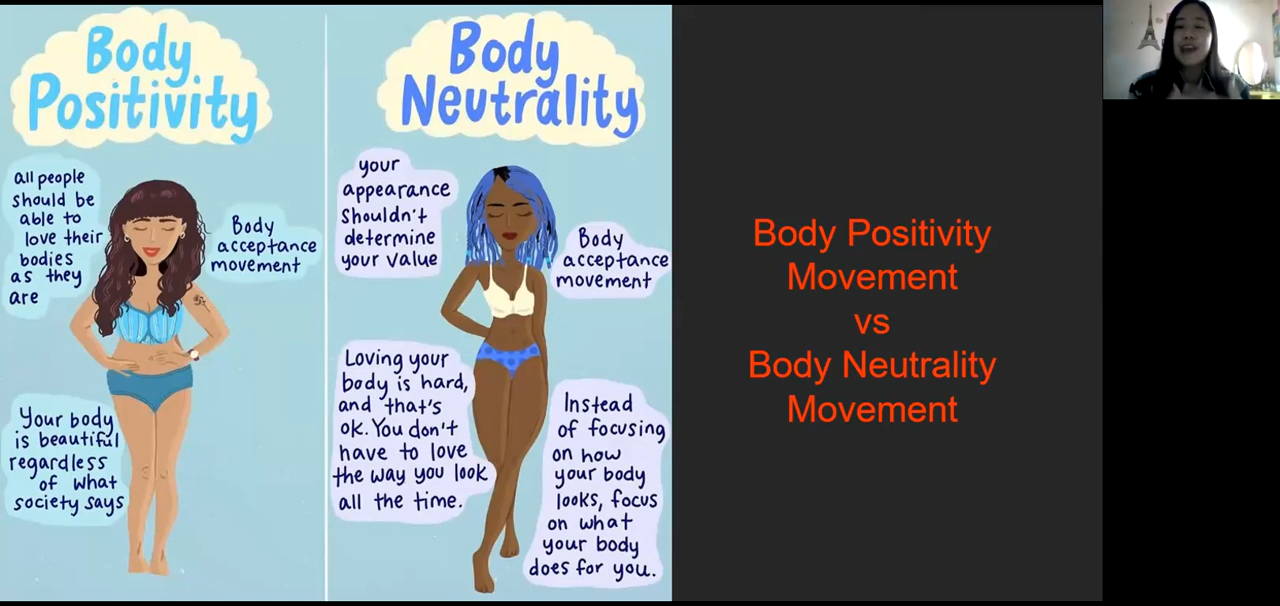 Body
Positivity
all people
should be
able to
love their
bodies
as they
are
Body
acceptance
movement
Your body
is beautiful
regardless
of what
society says
Body
Neutrality
your
appearance
shouldn't
determine
your value
Body
acceptance
movement
Loving your
body is hard,
and that's
ok. You don't
have to love
the way you look
all the time.
Instead
of focusing
on how
your body
looks, focus
on what
your body
does for you.
Body Positivity
Movement
vs
Body Neutrality
Movement